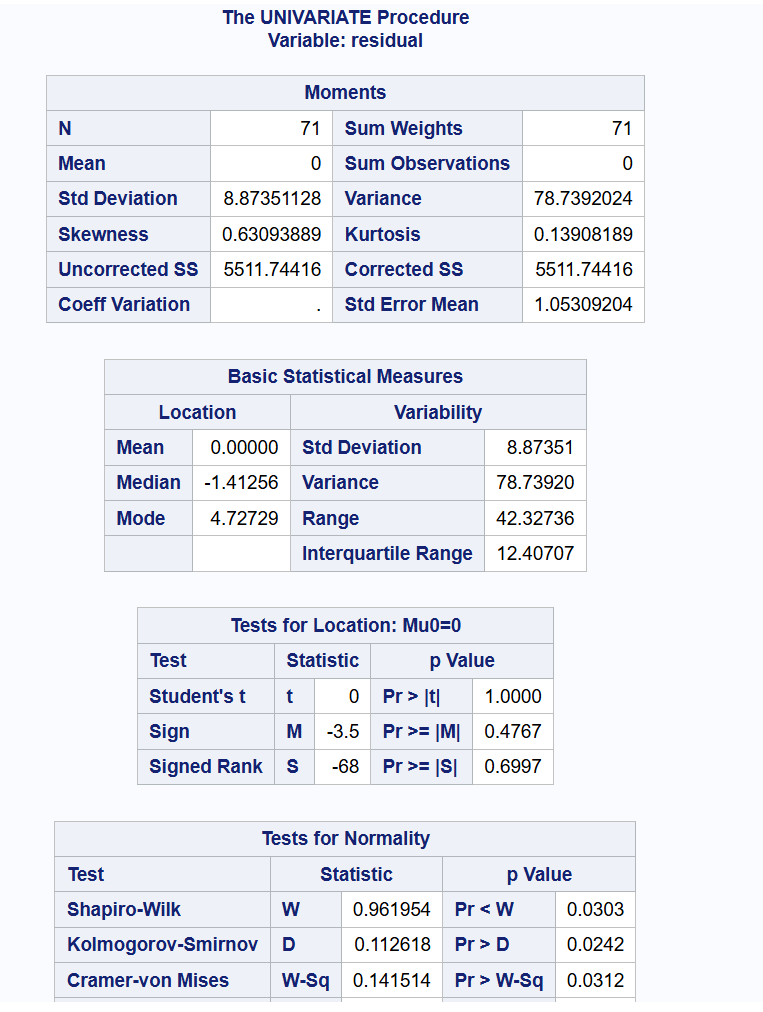 The UNIVARIATE Procedure
Variable: residual
Moments
N 71 Sum Weights 71
Mean 0 Sum Observations 0
Std Deviation 8.87351128 Variance 78.7392024
Skewness 0.63093889 Kurtosis 0.13908189
Uncorrected SS 5511.74416 Corrected SS 5511.74416
Coeff Variation . Std Error Mean 1.05309204
Basic Statistical Measures
Location Variability
Mean 0.00000 Std Deviation 8.87351
Median -1.41256 Variance 78.73920
Mode 4.72729 Range 42.32736
Interquartile Range 12.40707
Tests for Location: Mu0=0
Test Statistic p Value
Student's t t 0 Pr > |t| 1.0000
Sign M -3.5 Pr >= |M| 0.4767
Signed Rank S -68 Pr >= |S| 0.6997
Tests for Normality
Test Statistic p Value
Shapiro-Wilk W 0.961954 Pr < W 0.0303
Kolmogorov-Smirnov D 0.112618 Pr > D 0.0242
Cramer-von Mises W-Sq 0.141514 Pr > W-Sq 0.0312